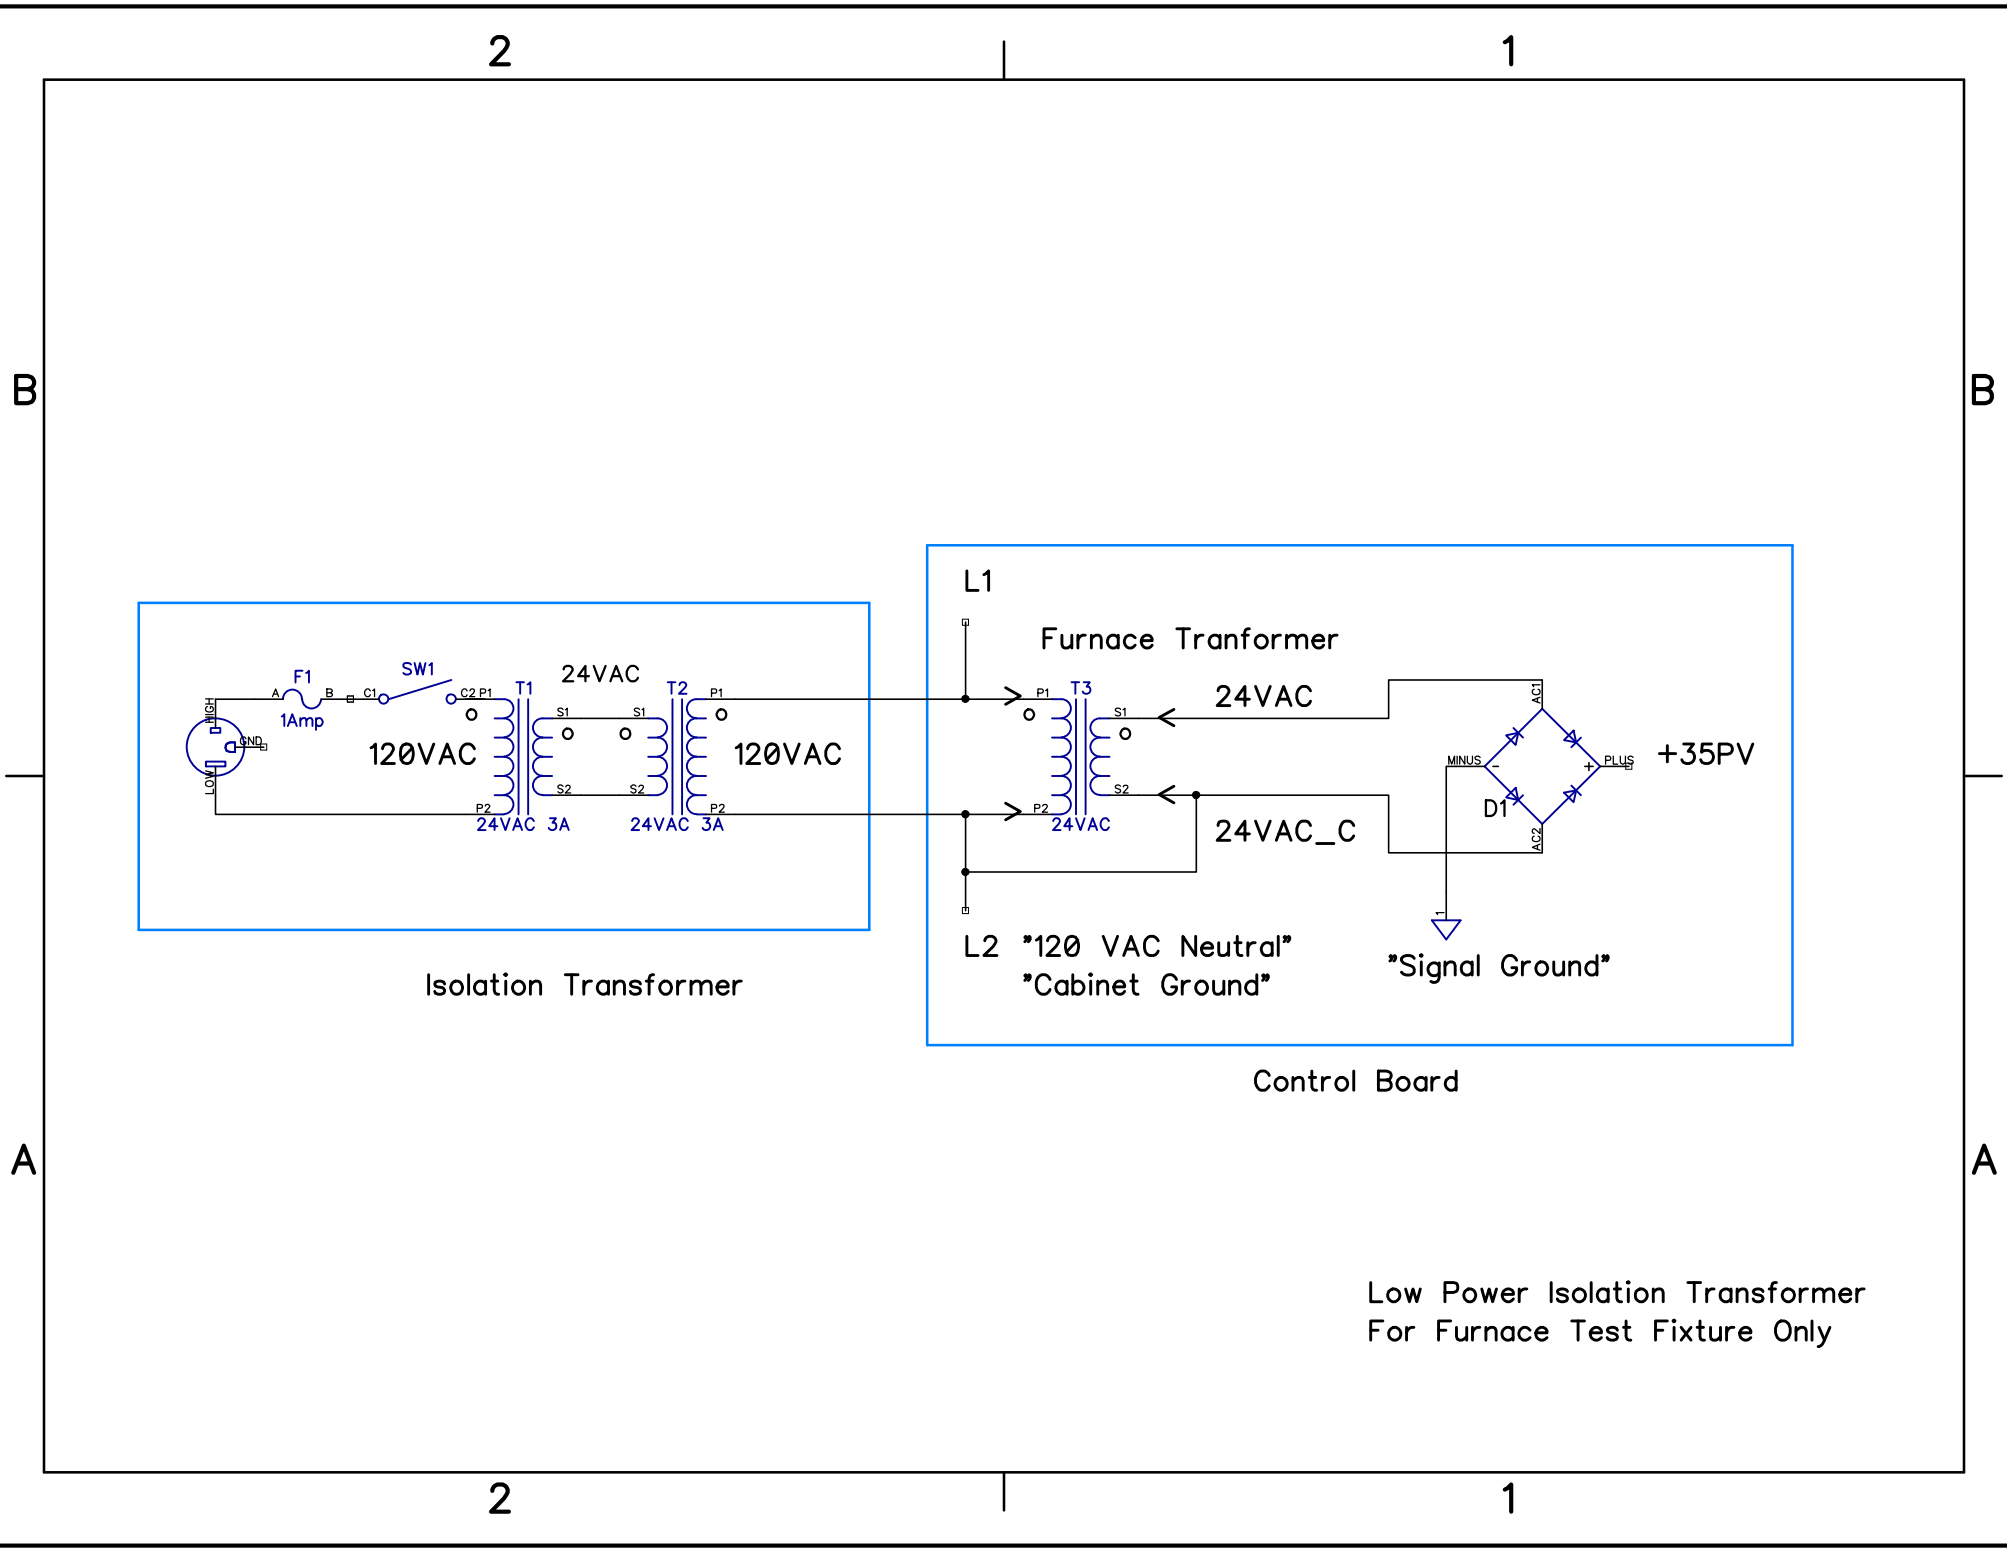 2 1
B B
L1
Furnace Tranformer
F1
SW1
24VAC
T1 T2 T3
HIGH A B C1 C2 P1 P1 P1
1Amp
S1 S1 S1
24VAC
AC1
GND
120VAC 120VAC
MINUS - + PLUS
+35PV
LOW
S2 S2 S2
P2 P2 P2
D1
24VAC 3A 24VAC 3A 24VAC
24VAC_C
AC2
1
L2 "120 VAC Neutral"
"Cabinet Ground"
"Signal Ground"
Isolation Transformer
Control Board
A A
Low Power Isolation Transformer
For Furnace Test Fixture Only
2 1